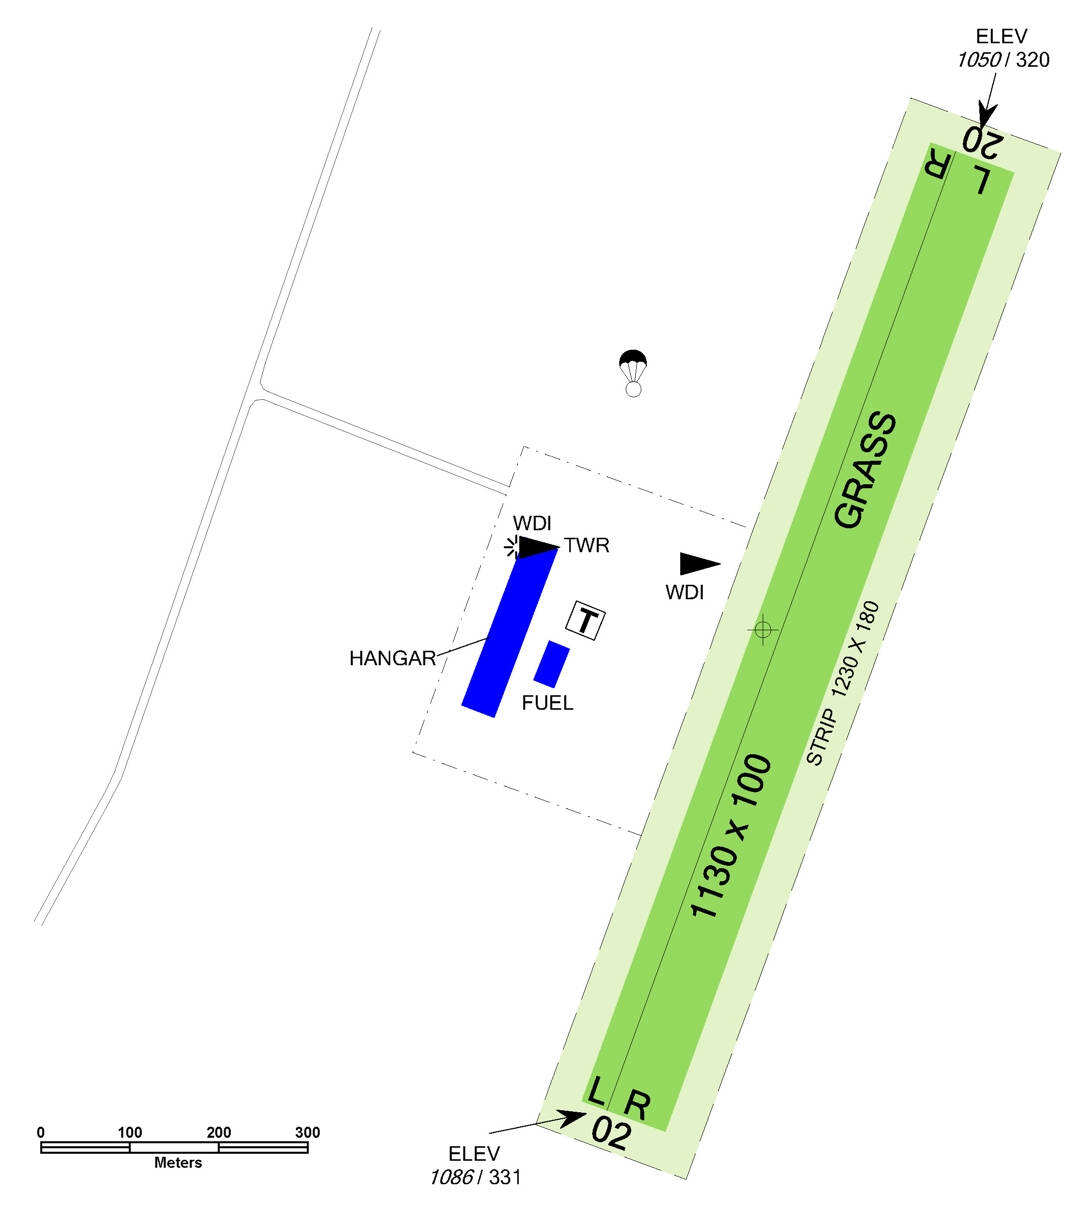 ELEV
1050 / 320
20
R L
GRASS
WDI
TWR
WDI
T
HANGAR
FUEL
STRIP 1230 X 180
1130 x 100
L R
02
0 100 200 300
Meters
ELEV
1086 / 331